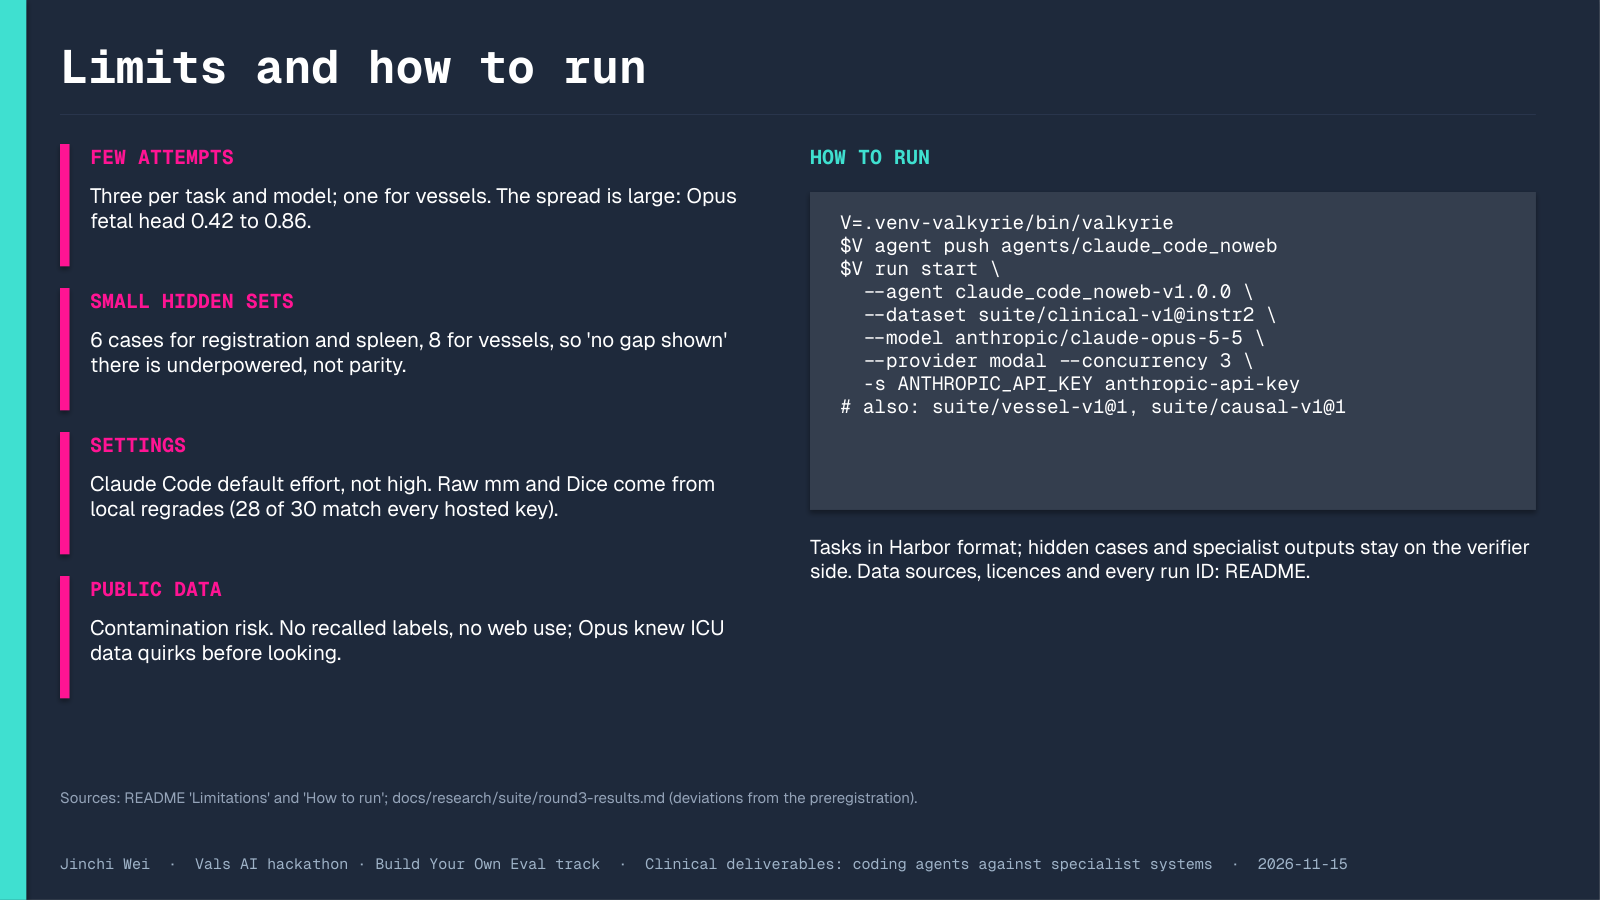 Limits and how to run
FEW ATTEMPTS
Three per task and model; one for vessels. The spread is large: Opus
fetal head 0.42 to 0.86.
SMALL HIDDEN SETS
6 cases for registration and spleen, 8 for vessels, so 'no gap shown'
there is underpowered, not parity.
SETTINGS
Claude Code default effort, not high. Raw mm and Dice come from
local regrades (28 of 30 match every hosted key).
PUBLIC DATA
Contamination risk. No recalled labels, no web use; Opus knew ICU
data quirks before looking.
HOW TO RUN
V=.venv-valkyrie/bin/valkyrie
$V agent push agents/claude_code_noweb
$V run start \
  --agent claude_code_noweb-v1.0.0 \
  --dataset suite/clinical-v1@instr2 \
  --model anthropic/claude-opus-5-5 \
  --provider modal --concurrency 3 \
  -s ANTHROPIC_API_KEY anthropic-api-key
# also: suite/vessel-v1@1, suite/causal-v1@1
Tasks in Harbor format; hidden cases and specialist outputs stay on the verifier
side. Data sources, licences and every run ID: README.
Sources: README 'Limitations' and 'How to run'; docs/research/suite/round3-results.md (deviations from the preregistration).
Jinchi Wei · Vals AI hackathon · Build Your Own Eval track · Clinical deliverables: coding agents against specialist systems · 2026-11-15